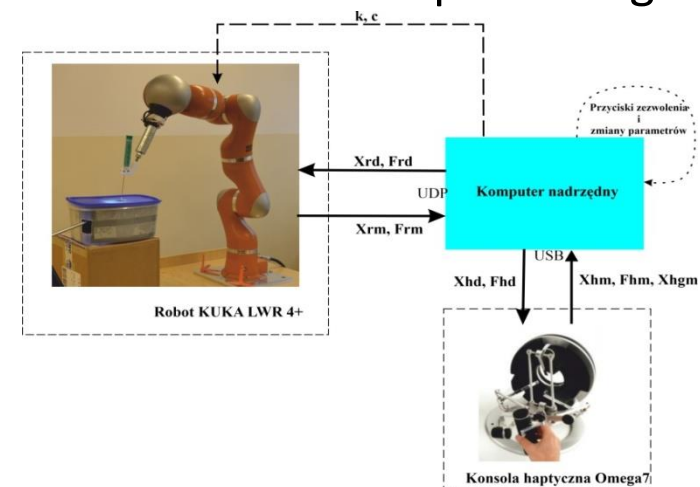 k, c
Przyciski zezwolenia
i
zmiany parametrów
Xrd, Frd
UDP
Komputer nadrzędny
Xrm, Frm
USB
Xhd, Fhd
Xhm, Fhm, Xhgm
Robot KUKA LWR 4+
Konsola haptyczna Omega7